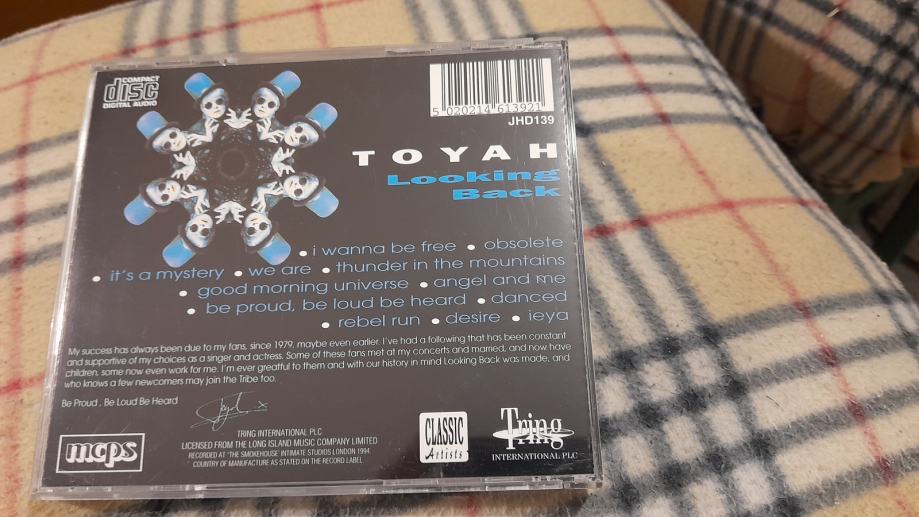 COMPACT
disc
DIGITAL AUDIO
5 020214 613921
JHD139
TOYAH
Looking
Back
• i wanna be free • obsolete
• it's a mystery • we are • thunder in the mountains
• good morning universe • angel and me
• be proud, be loud be heard • danced
• rebel run • desire • ieya
My success has always been due to my fans, since 1979, maybe even earlier. I've had a following that has been constant
and supportive of my choices as a singer and actress. Some of these fans met at my concerts and married, and now have
children, some now even work for me. I'm ever greatful to them and with our history in mind Looking Back was made, and
who knows a few newcomers may join the Tribe too.
Be Proud , Be Loud Be Heard
Toyah x
TRING INTERNATIONAL PLC
LICENSED FROM THE LONG ISLAND MUSIC COMPANY LIMITED
RECORDED AT 'THE SMOKEHOUSE' INTIMATE STUDIOS LONDON 1994.
COUNTRY OF MANUFACTURE AS STATED ON THE RECORD LABEL
mcps
CLASSIC
Artists
Tring
INTERNATIONAL PLC